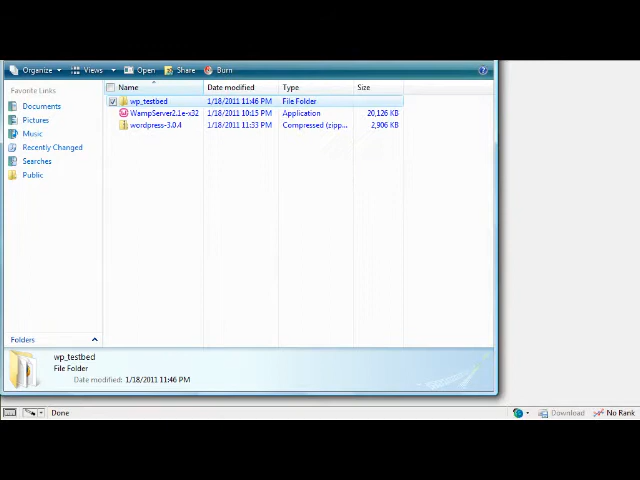 Organize Views Open Share Burn
Favorite Links
Documents
Pictures
Music
Recently Changed
Searches
Public
Name Date modified Type Size
wp_testbed 1/18/2011 11:46 PM File Folder
WampServer2.1e-x32 1/18/2011 10:15 PM Application 20,126 KB
wordpress-3.0.4 1/18/2011 11:33 PM Compressed (zipp... 2,906 KB
Folders
wp_testbed
File Folder
Date modified: 1/18/2011 11:46 PM
Done Download No Rank